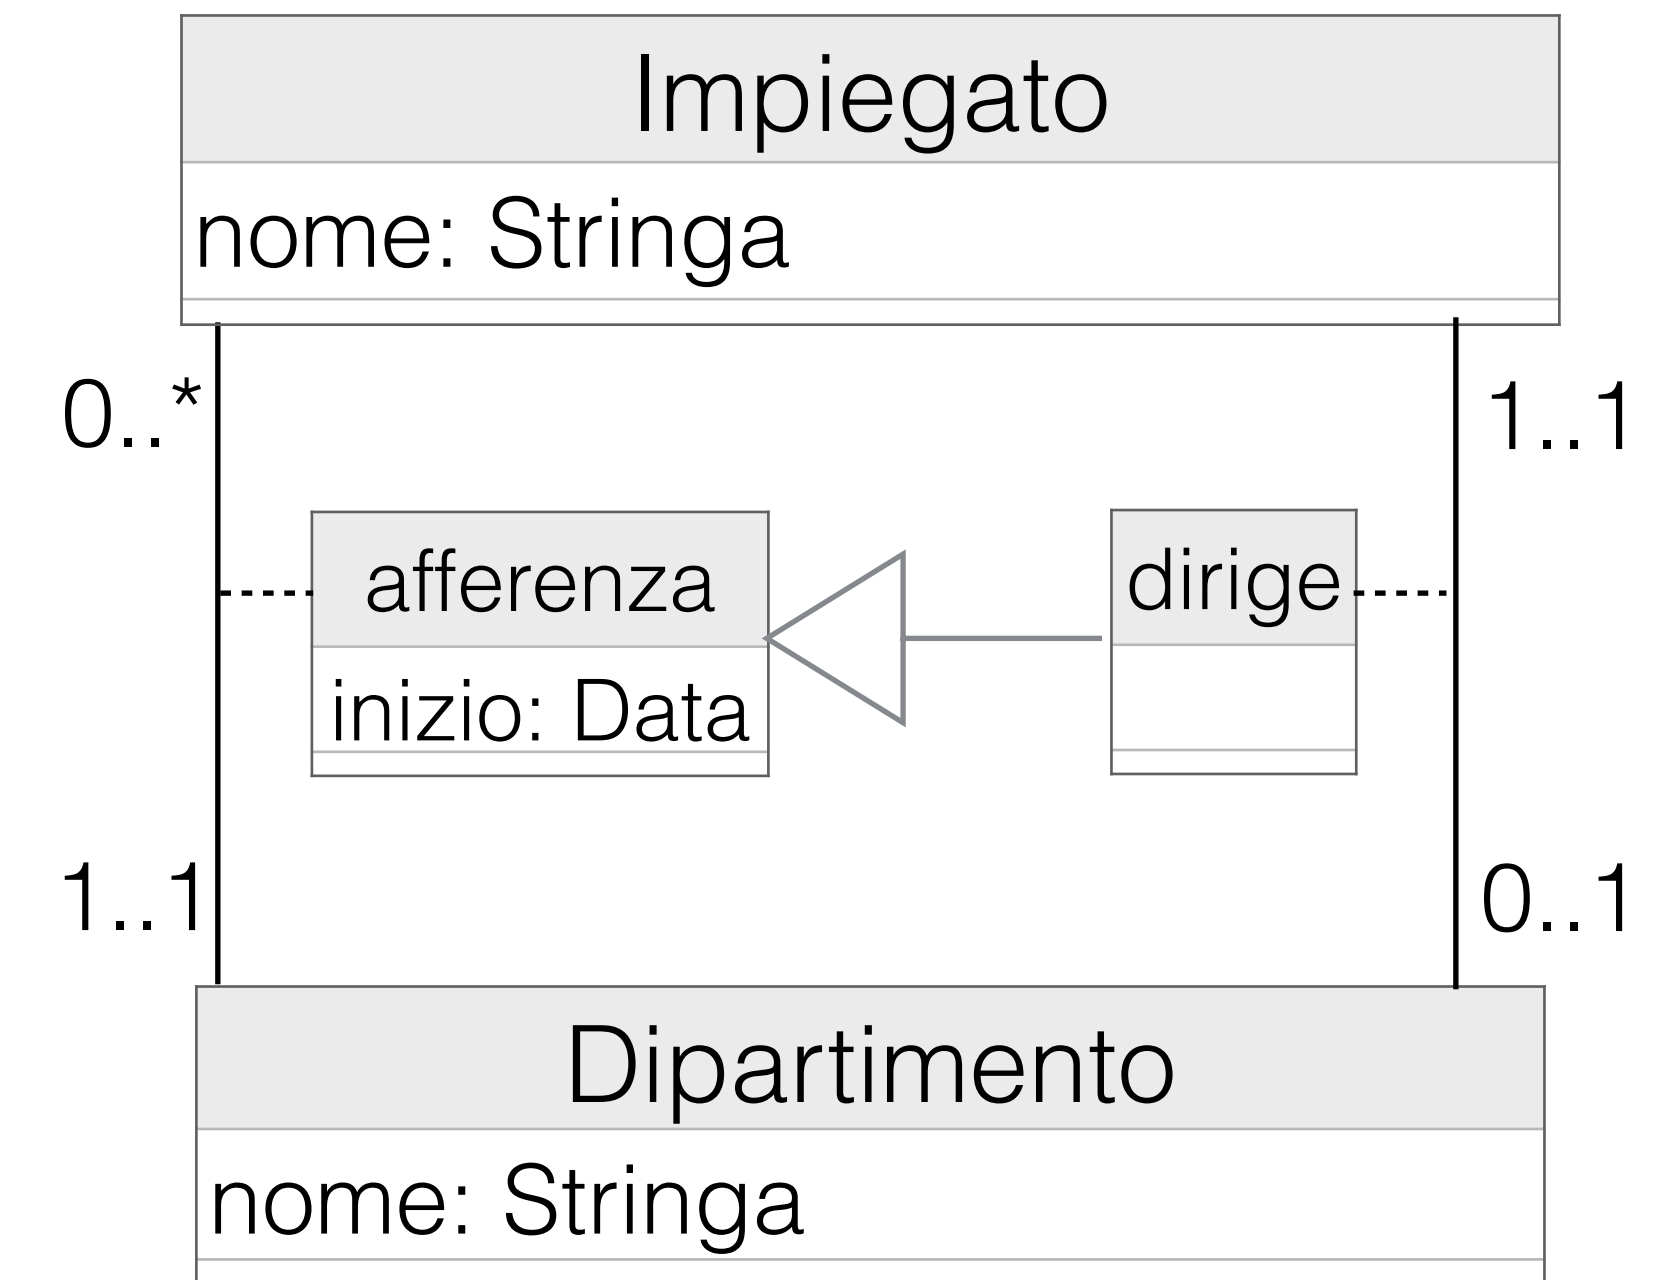 Impiegato
nome: Stringa
0..*
1..1
afferenza
dirige
inizio: Data
1..1
0..1
Dipartimento
nome: Stringa